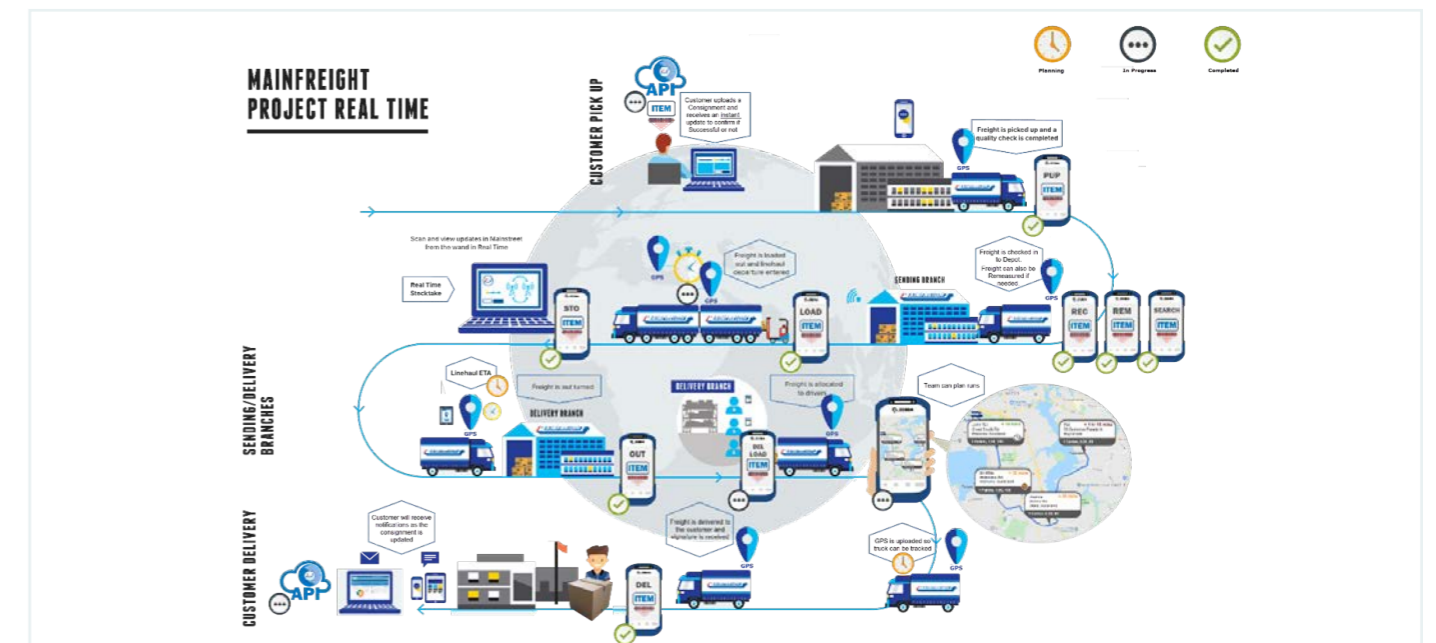 MAINFREIGHT
PROJECT REAL TIME
Planning
In Progress
Completed
CUSTOMER PICK UP
API
ITEM
Customer uploads a
Consignment and
receives an instant
update to confirm if
Successful or not
GPS
Freight is picked up and a
quality check is completed
PUP
ITEM
Scan and view updates in Mainstreet
from the wand in Real Time
Real Time
Stocktake
STO
ITEM
GPS
GPS
Freight is loaded
out and linehaul
departure entered
LOAD
ITEM
SENDING BRANCH
Freight is checked in
to Depot.
Freight can also be
Remeasured if
needed
GPS
REC
ITEM
REM
ITEM
SEARCH
ITEM
SENDING/DELIVERY
BRANCHES
Linehaul ETA
GPS
Freight is out turned
DELIVERY BRANCH
OUT
ITEM
DELIVERY BRANCH
DEL
LOAD
ITEM
Freight is allocated
to drivers
GPS
Team can plan runs
CUSTOMER DELIVERY
Customer will receive
notifications as the
consignment is
updated
API
Freight is delivered to
the customer and
signature is received
DEL
ITEM
GPS
GPS is uploaded so
truck can be tracked
GPS